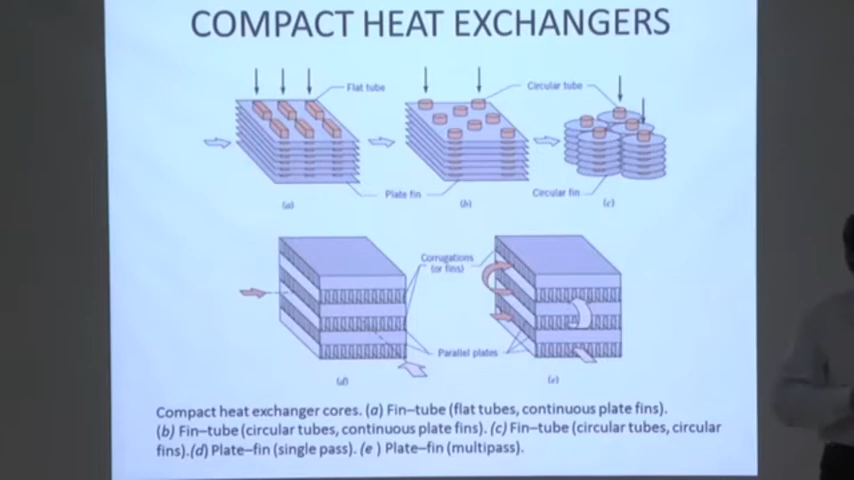 COMPACT HEAT EXCHANGERS
Flat tube
Circular tube
Plate fin
Circular fin
(a)
(b)
(c)
Corrugations
(or fins)
Parallel plates
(d)
(e)
Compact heat exchanger cores. (a) Fin–tube (flat tubes, continuous plate fins).
(b) Fin–tube (circular tubes, continuous plate fins). (c) Fin–tube (circular tubes, circular
fins).(d) Plate–fin (single pass). (e ) Plate–fin (multipass).